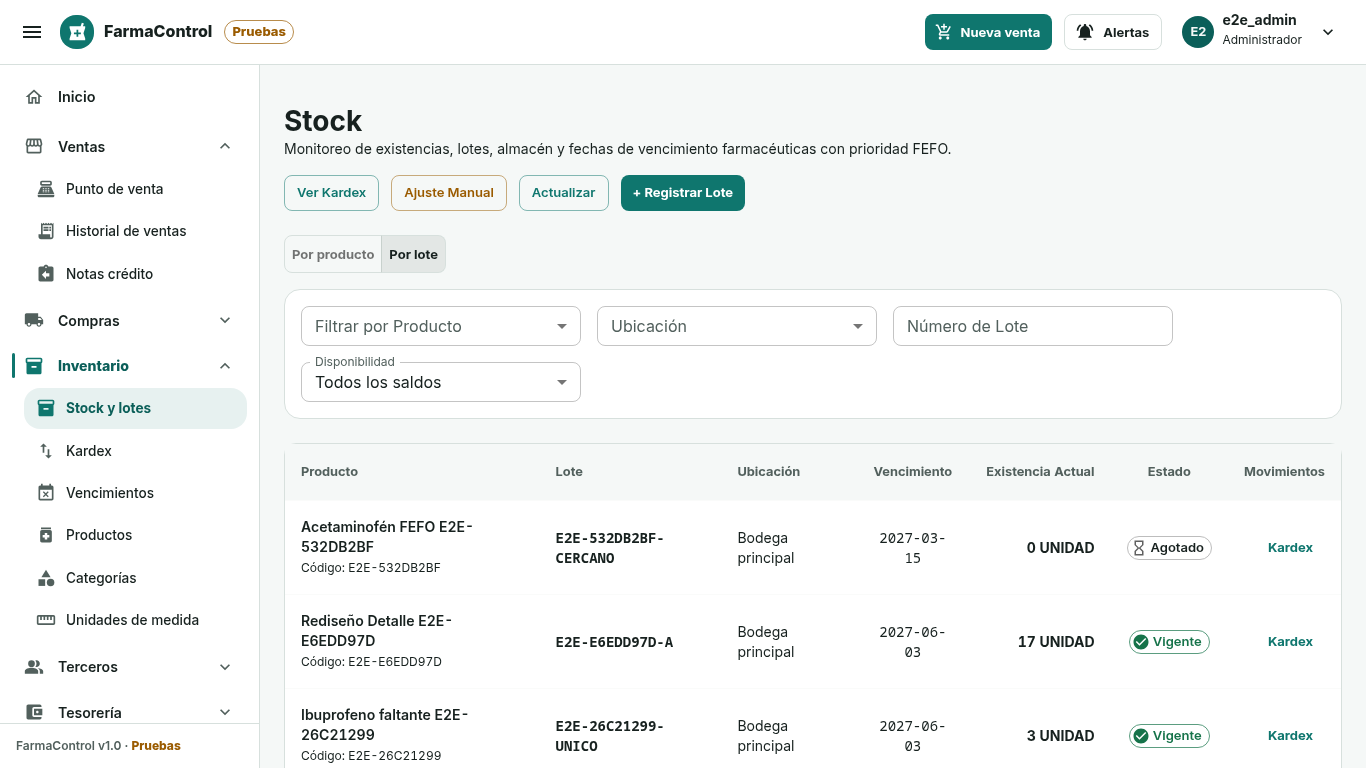 FarmaControl
Pruebas
Nueva venta
Alertas
E2
e2e_admin
Administrador
Inicio
Ventas
Punto de venta
Historial de ventas
Notas crédito
Compras
Inventario
Stock y lotes
Kardex
Vencimientos
Productos
Categorías
Unidades de medida
Terceros
Tesorería
FarmaControl v1.0 · Pruebas
Stock
Monitoreo de existencias, lotes, almacén y fechas de vencimiento farmacéuticas con prioridad FEFO.
Ver Kardex
Ajuste Manual
Actualizar
+ Registrar Lote
Por producto
Por lote
Filtrar por Producto
Ubicación
Número de Lote
Disponibilidad
Todos los saldos
Producto Lote Ubicación Vencimiento Existencia Actual Estado Movimientos
Acetaminofén FEFO E2E-
532DB2BF
Código: E2E-532DB2BF
E2E-532DB2BF-
CERCANO
Bodega
principal
2027-03-
15
0 UNIDAD
Agotado
Kardex
Rediseño Detalle E2E-
E6EDD97D
Código: E2E-E6EDD97D
E2E-E6EDD97D-A
Bodega
principal
2027-06-
03
17 UNIDAD
Vigente
Kardex
Ibuprofeno faltante E2E-
26C21299
Código: E2E-26C21299
E2E-26C21299-
UNICO
Bodega
principal
2027-06-
03
3 UNIDAD
Vigente
Kardex